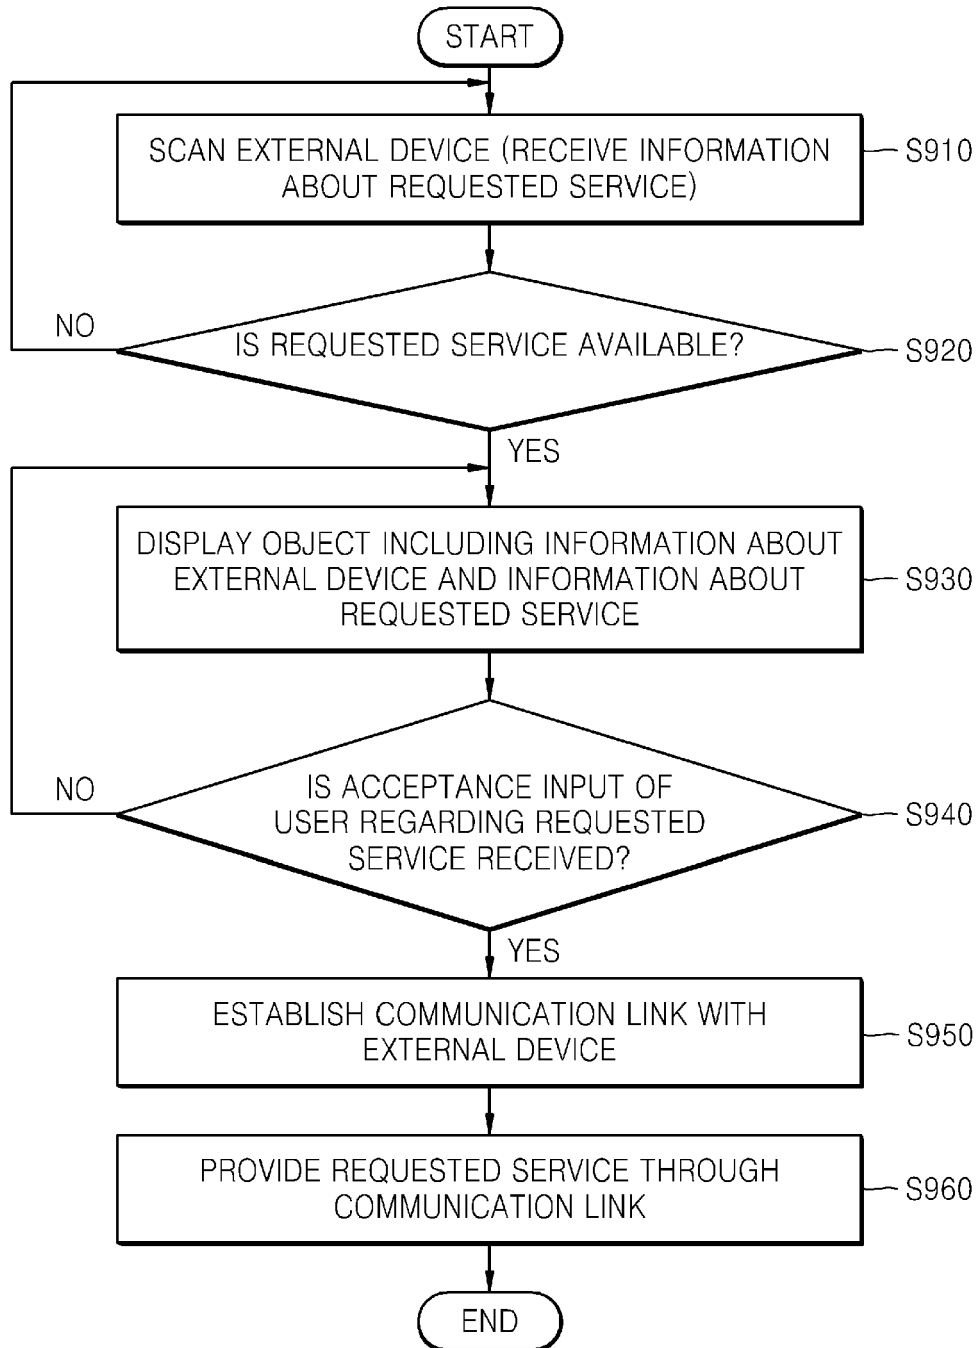 START
SCAN EXTERNAL DEVICE (RECEIVE INFORMATION
ABOUT REQUESTED SERVICE)
S910
NO
IS REQUESTED SERVICE AVAILABLE?
S920
YES
DISPLAY OBJECT INCLUDING INFORMATION ABOUT
EXTERNAL DEVICE AND INFORMATION ABOUT
REQUESTED SERVICE
S930
NO
IS ACCEPTANCE INPUT OF
USER REGARDING REQUESTED
SERVICE RECEIVED?
S940
YES
ESTABLISH COMMUNICATION LINK WITH
EXTERNAL DEVICE
S950
PROVIDE REQUESTED SERVICE THROUGH
COMMUNICATION LINK
S960
END